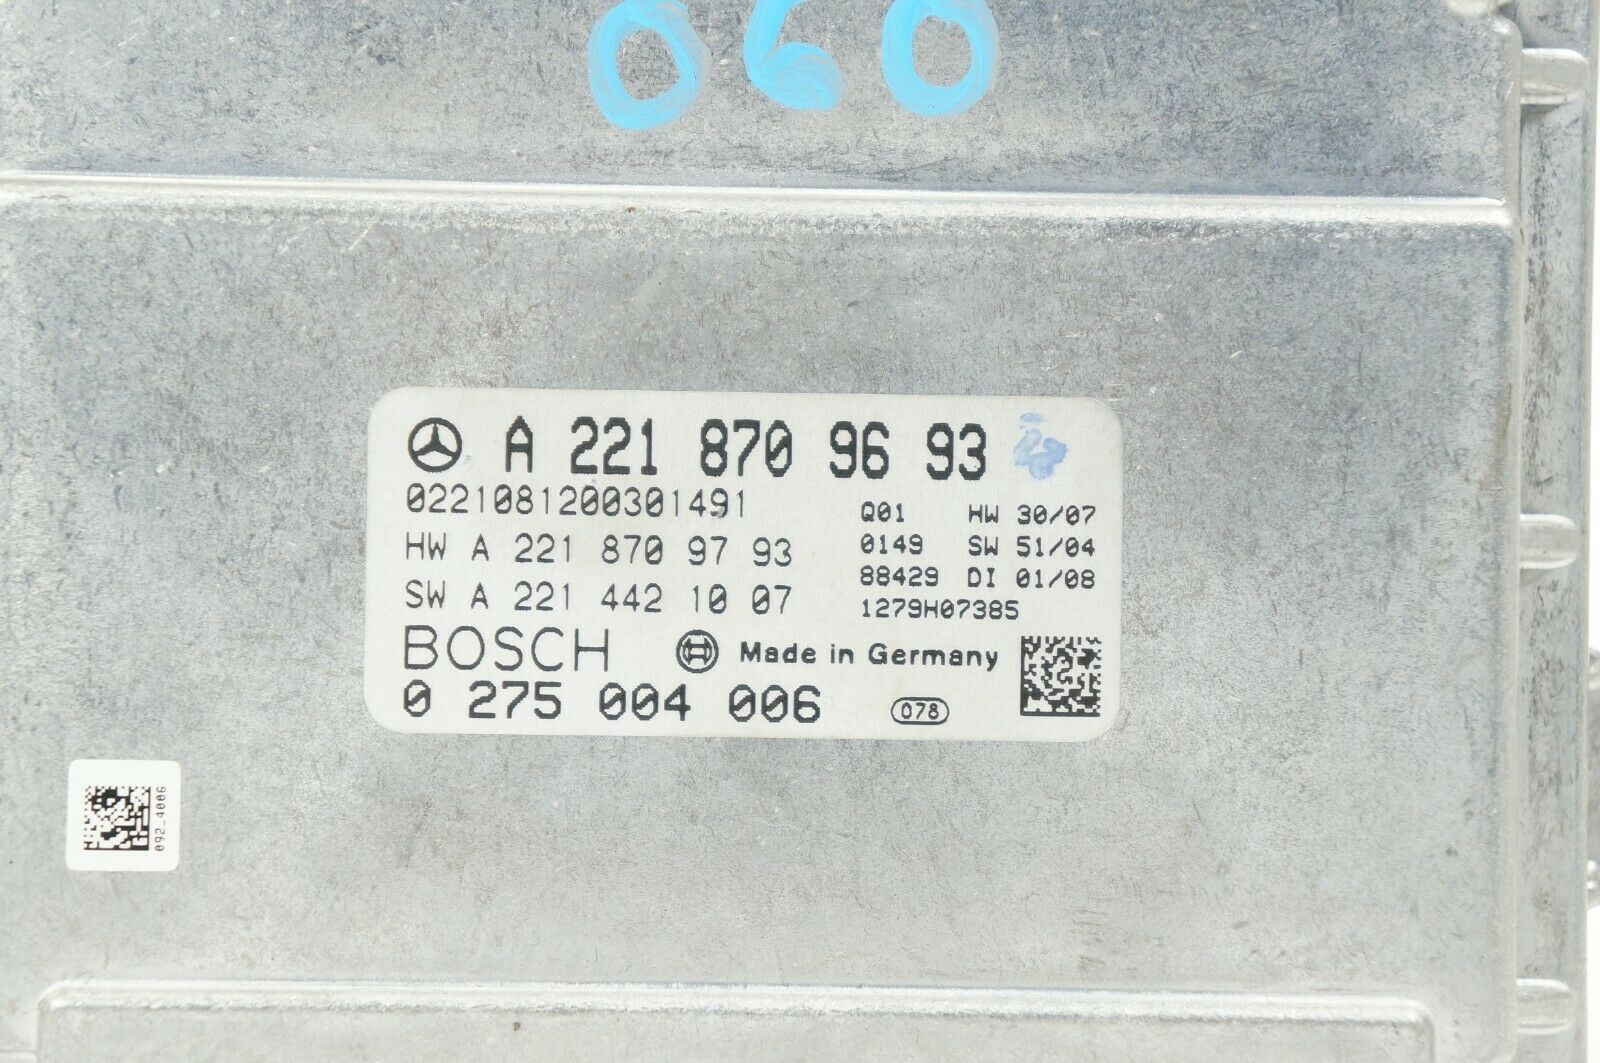 060
A 221 870 96 93
0221081200301491
HW A 221 870 97 93
SW A 221 442 10 07
Q01 HW 30/07
0149 SW 51/04
88429 DI 01/08
1279H07385
BOSCH Made in Germany
0 275 004 006 078
092_4006